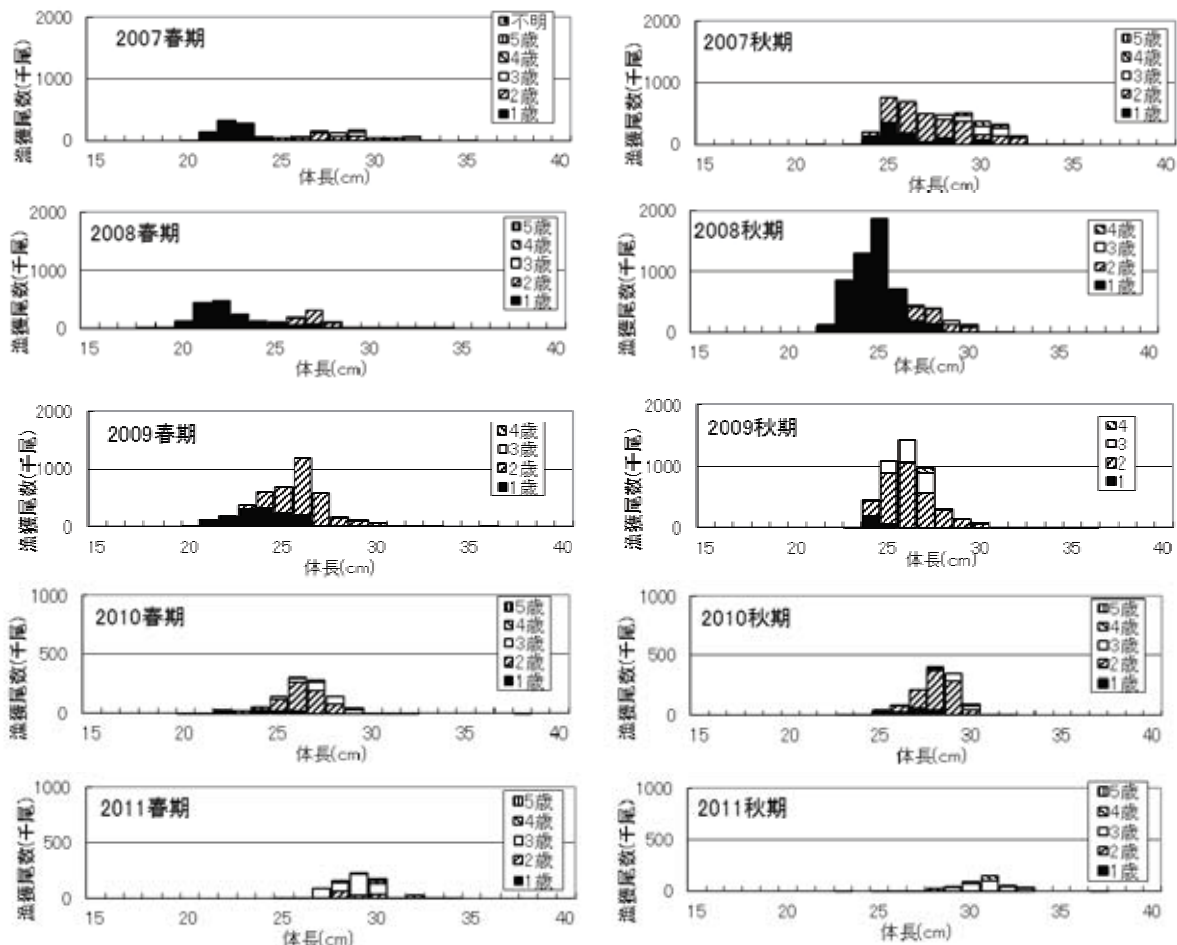 2007春期
漁獲尾数(千尾)
2000
1000
0
15 20 25 30 35 40
体長(cm)
不明
5歳
4歳
3歳
2歳
1歳
2007秋期
漁獲尾数(千尾)
2000
1000
0
15 20 25 30 35 40
体長(cm)
5歳
4歳
3歳
2歳
1歳
2008春期
漁獲尾数(千尾)
2000
1000
0
15 20 25 30 35 40
体長(cm)
5歳
4歳
3歳
2歳
1歳
2008秋期
漁獲尾数(千尾)
2000
1000
0
15 20 25 30 35 40
体長(cm)
4歳
3歳
2歳
1歳
2009春期
漁獲尾数(千尾)
2000
1000
0
15 20 25 30 35 40
体長(cm)
4歳
3歳
2歳
1歳
2009秋期
漁獲尾数(千尾)
2000
1000
0
15 20 25 30 35 40
体長(cm)
4
3
2
1
2010春期
漁獲尾数(千尾)
1000
500
0
15 20 25 30 35 40
体長(cm)
5歳
4歳
3歳
2歳
1歳
2010秋期
漁獲尾数(千尾)
1000
500
0
15 20 25 30 35 40
体長(cm)
5歳
4歳
3歳
2歳
1歳
2011春期
漁獲尾数(千尾)
1000
500
0
15 20 25 30 35 40
体長(cm)
5歳
4歳
3歳
2歳
1歳
2011秋期
漁獲尾数(千尾)
1000
500
0
15 20 25 30 35 40
体長(cm)
5歳
4歳
3歳
2歳
1歳